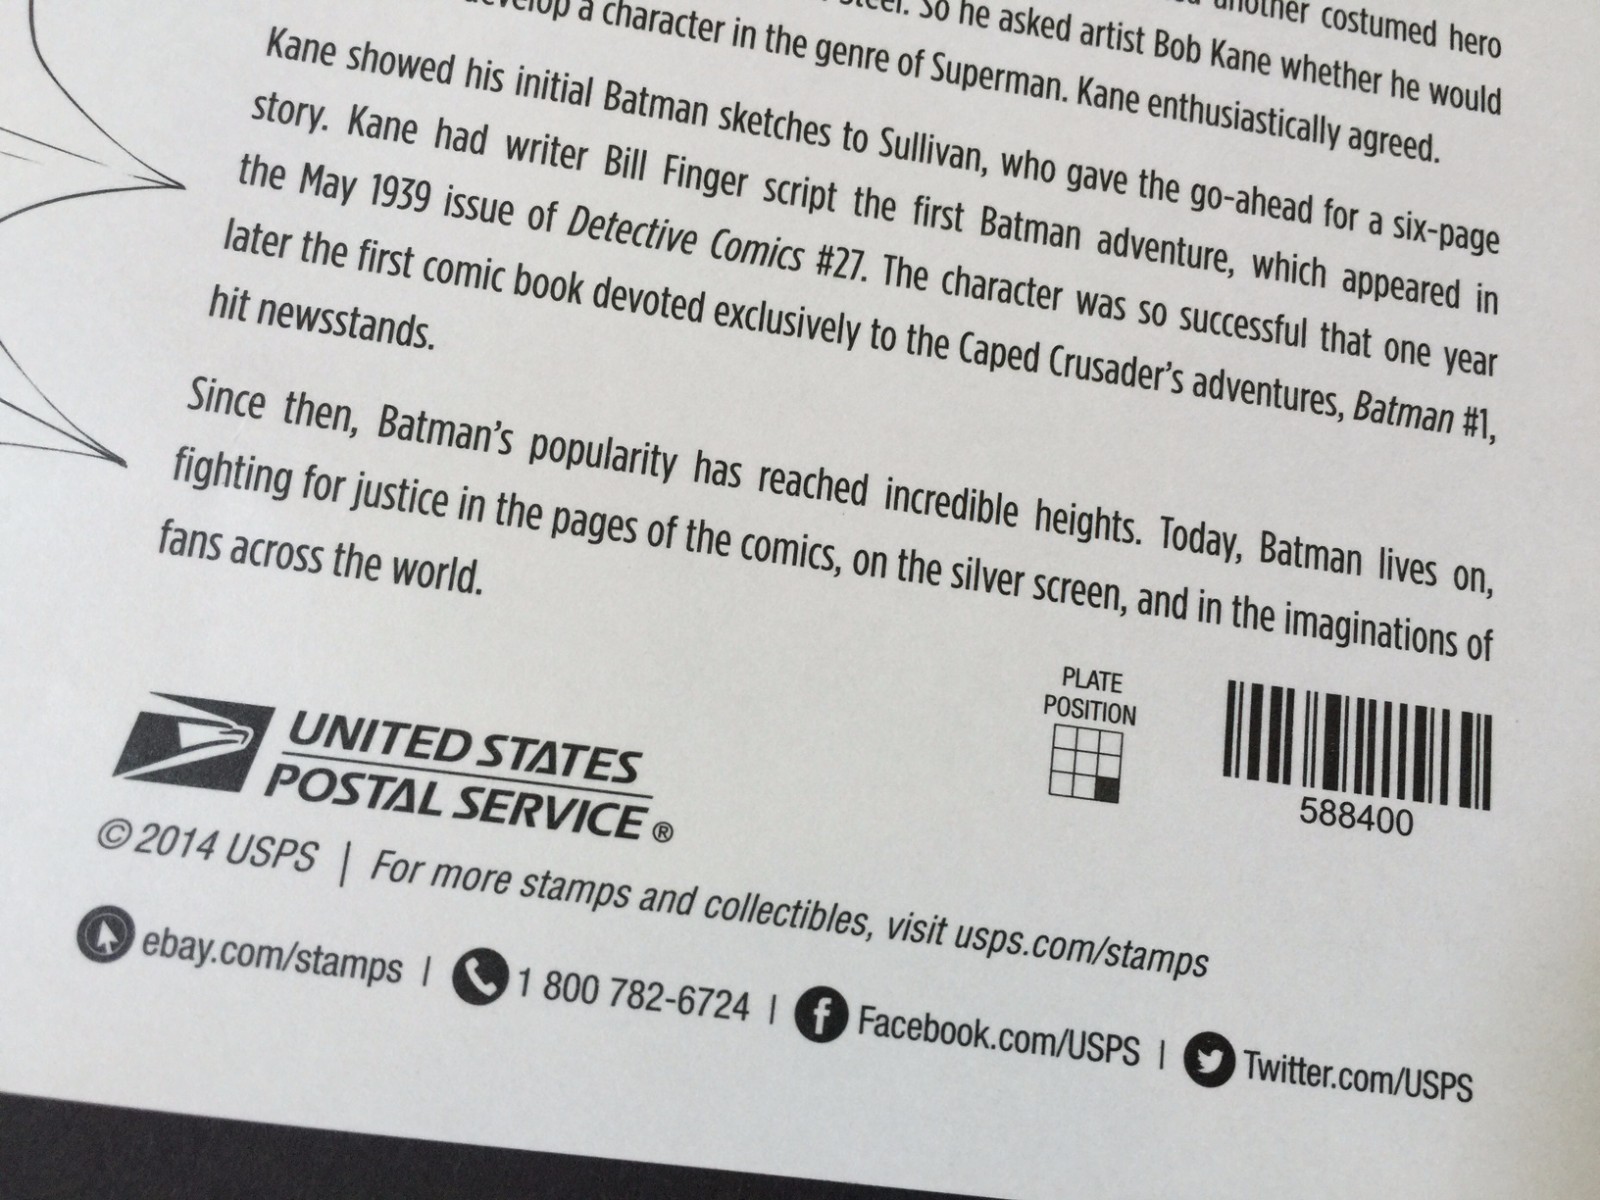 another costumed hero
Steel. So he asked artist Bob Kane whether he would
develop a character in the genre of Superman. Kane enthusiastically agreed.
Kane showed his initial Batman sketches to Sullivan, who gave the go-ahead for a six-page
story. Kane had writer Bill Finger script the first Batman adventure, which appeared in
the May 1939 issue of Detective Comics #27. The character was so successful that one year
later the first comic book devoted exclusively to the Caped Crusader’s adventures, Batman #1,
hit newsstands.
Since then, Batman’s popularity has reached incredible heights. Today, Batman lives on,
fighting for justice in the pages of the comics, on the silver screen, and in the imaginations of
fans across the world.
PLATE
POSITION
588400
UNITED STATES
POSTAL SERVICE®
© 2014 USPS | For more stamps and collectibles, visit usps.com/stamps
ebay.com/stamps | 1 800 782-6724 | Facebook.com/USPS | Twitter.com/USPS